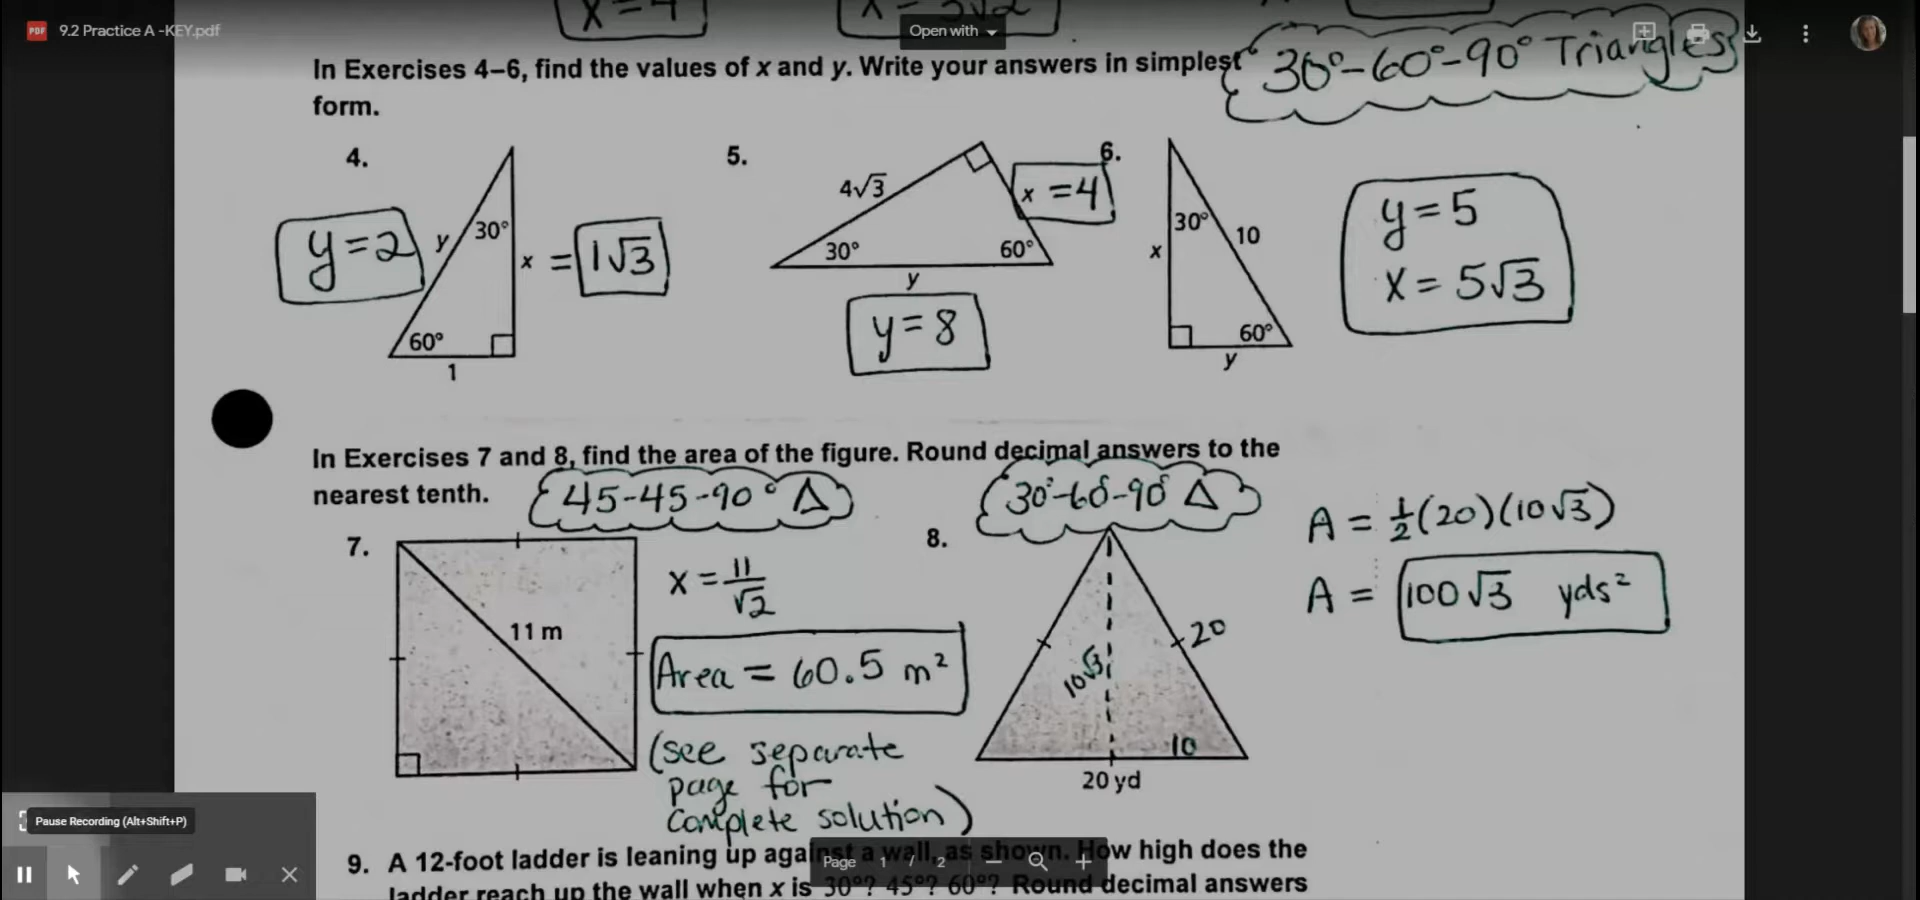 9.2 Practice A -KEY.pdf
Open with
In Exercises 4–6, find the values of x and y. Write your answers in simplest
form.
30°-60°-90° Triangles
4.
y = 2
y
30°
x = 1√3
60°
1
5.
4√3
x = 4
30°
60°
y
y = 8
6.
30°
10
x
60°
y
y = 5
x = 5√3
In Exercises 7 and 8, find the area of the figure. Round decimal answers to the
nearest tenth.
45-45-90° △
30°-60°-90° △
7.
11 m
x = 11/√2
Area = 60.5 m²
(see separate
page for
complete solution)
8.
20
10√3
10
20 yd
A = ½(20)(10√3)
A = 100√3 yds²
Pause Recording (Alt+Shift+P)
9. A 12-foot ladder is leaning up against a wall, as shown. How high does the
ladder reach up the wall when x is 30°? 45°? 60°? Round decimal answers
Page 1 / 2